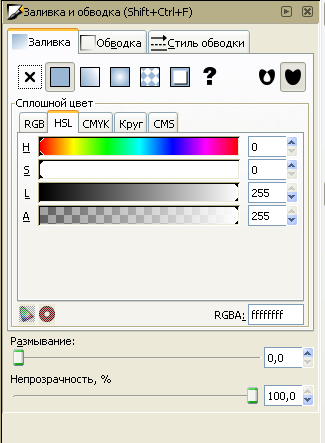 Заливка и обводка (Shift+Ctrl+F)
Заливка Обводка Стиль обводки
?
Сплошной цвет
RGB HSL CMYK Круг CMS
H 0
S 0
L 255
A 255
RGBA: ffffffff
Размывание:
0,0
Непрозрачность, %
100,0